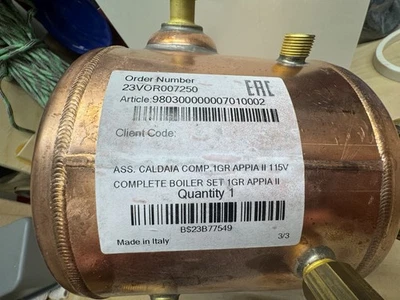 Order Number
23VOR007250
EAC
Article:980300000007010002
Client Code:
ASS. CALDAIA COMP.1GR APPIA II 115V
COMPLETE BOILER SET 1GR APPIA II
Quantity 1
BS23B77549
Made in Italy
3/3